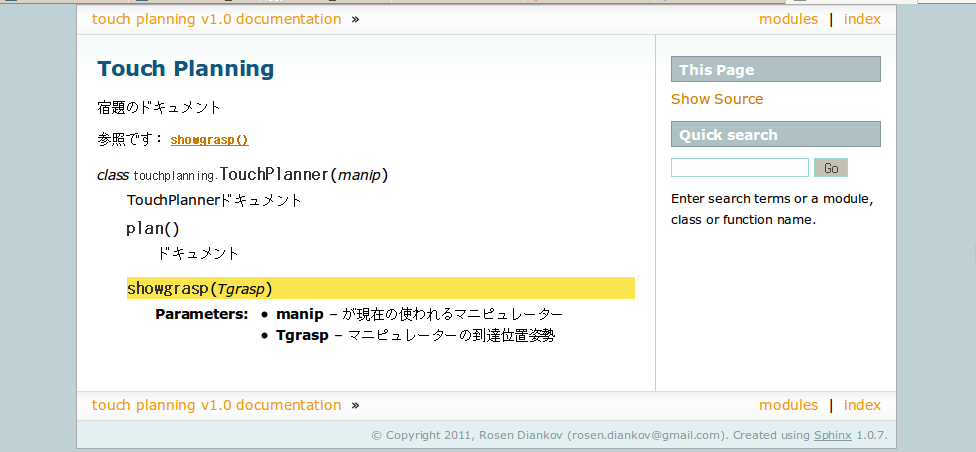 touch planning v1.0 documentation » modules | index
Touch Planning
宿題のドキュメント
参照です： showgrasp()
class touchplanning.TouchPlanner(manip)
TouchPlannerドキュメント
plan()
ドキュメント
showgrasp(Tgrasp)
Parameters: • manip – が現在の使われるマニピュレーター
• Tgrasp – マニピュレーターの到達位置姿勢
This Page
Show Source
Quick search
Go
Enter search terms or a module,
class or function name.
touch planning v1.0 documentation » modules | index
© Copyright 2011, Rosen Diankov (rosen.diankov@gmail.com). Created using Sphinx 1.0.7.